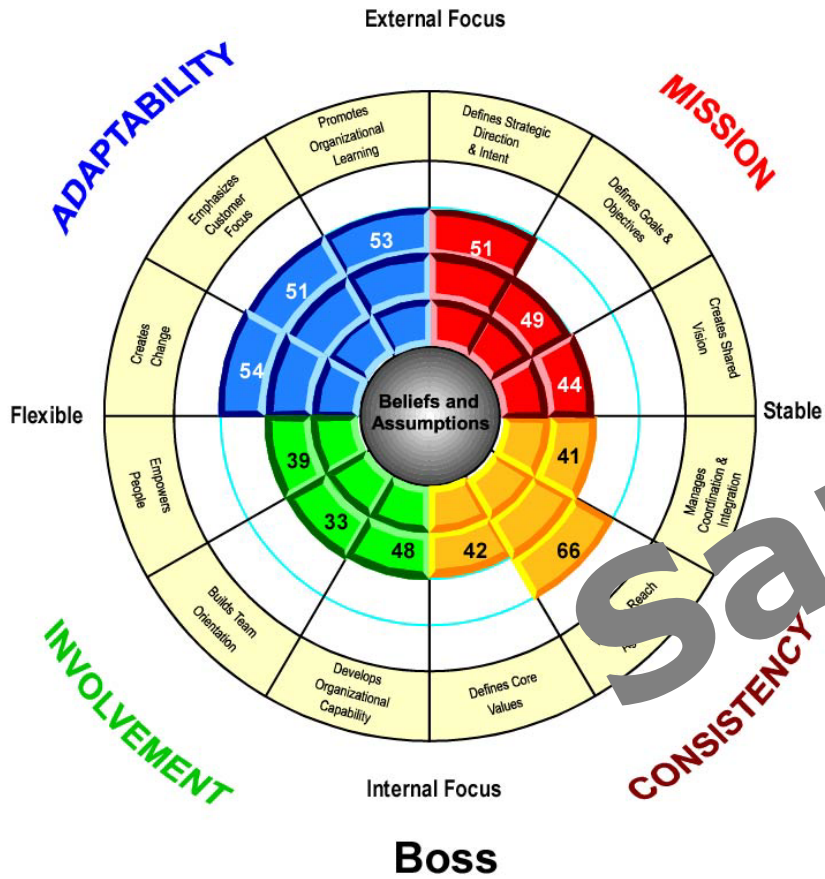 External Focus
ADAPTABILITY
MISSION
Promotes
Organizational
Learning
Defines Strategic
Direction
& Intent
Emphasizes
Customer
Focus
Defines Goals &
Objectives
Creates
Change
Creates Shared
Vision
53
51
51
49
54
44
Flexible
Beliefs and
Assumptions
Stable
39
41
33
48
42
66
Empowers
People
Manages
Coordination &
Integration
Builds Team
Orientation
Reach
Develops
Organizational
Capability
Defines Core
Values
INVOLVEMENT
CONSISTENCY
Internal Focus
Boss